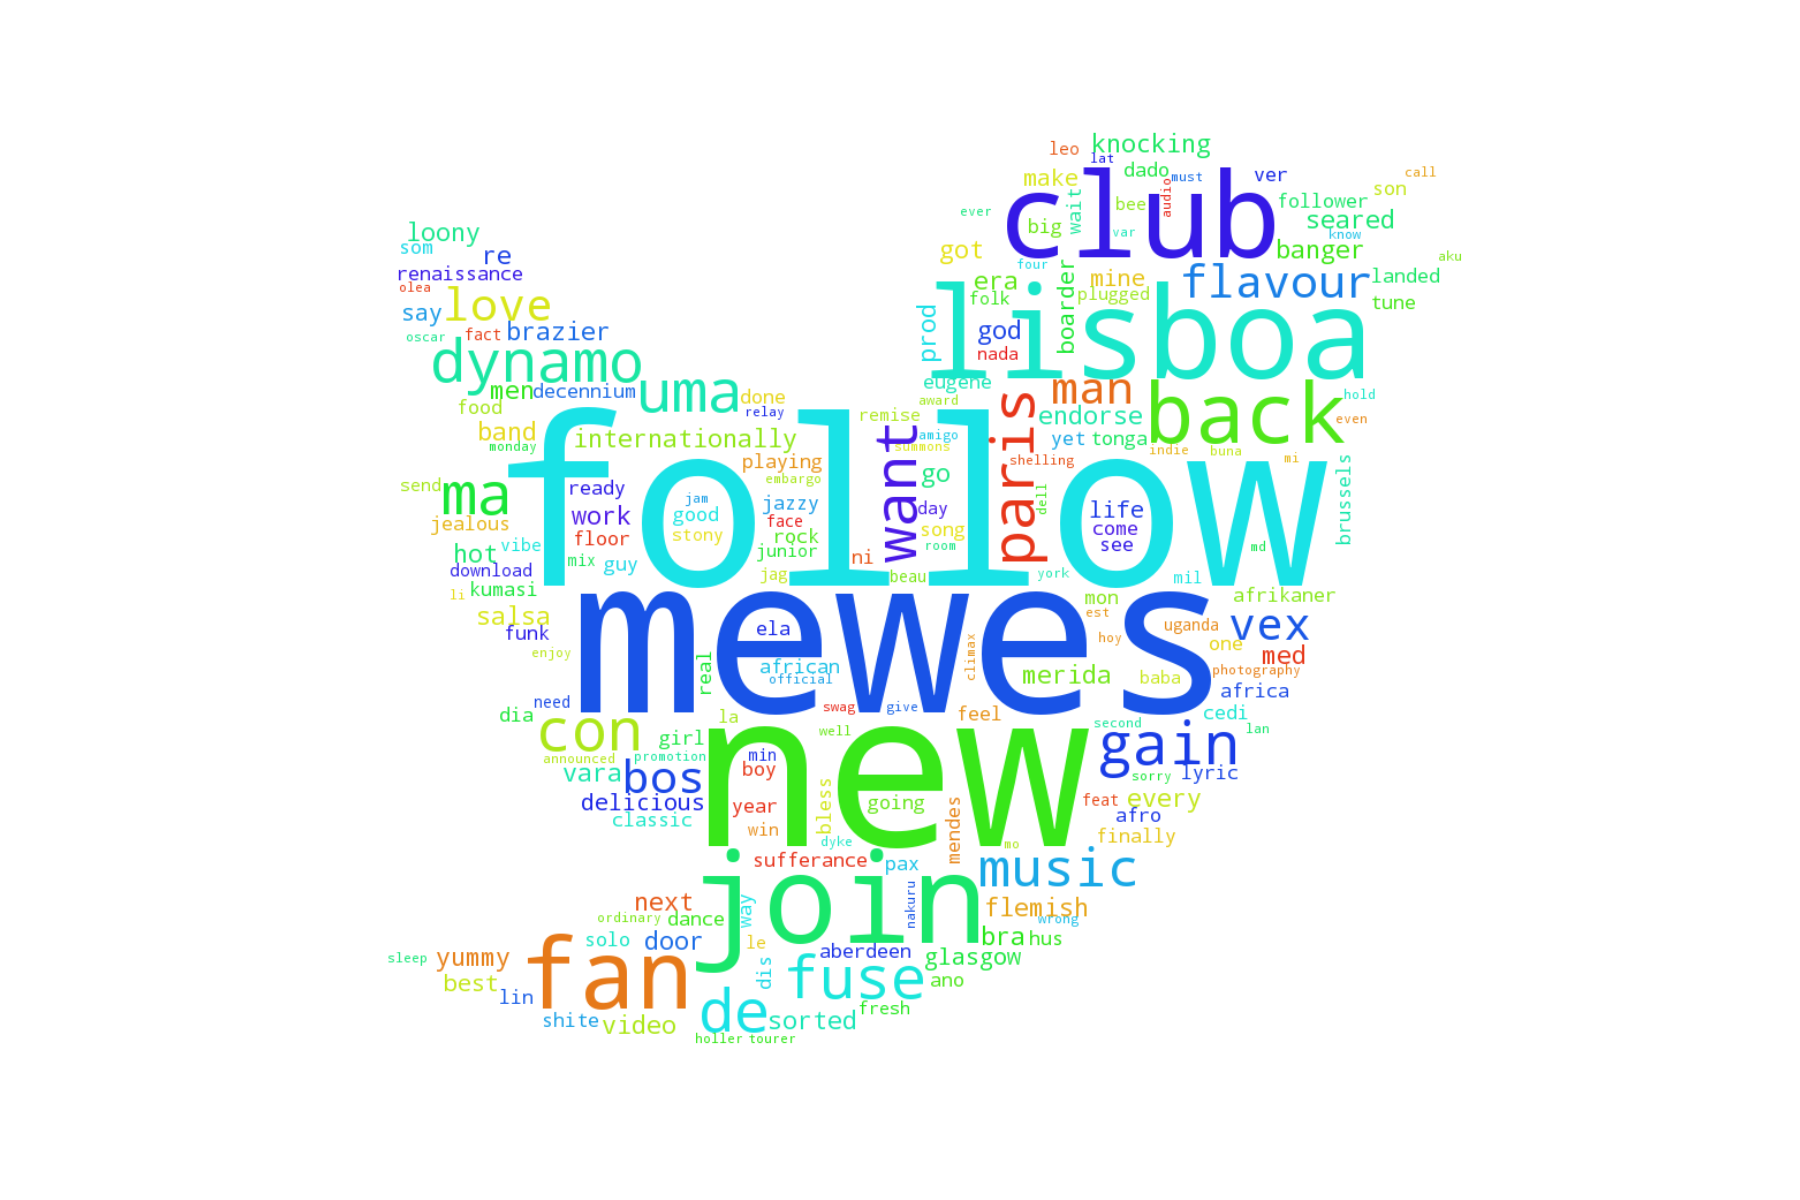 knocking
leo
lat
dado
must
ver
call
make
club
son
audio
bee
follower
ever
wait
seared
loony
big
var
know
som
re
got
banger
aku
renaissance
four
boarder
era
mine
flavour
landed
olea
love
folk
plugged
tune
say
brazier
prod
god
lisboa
oscar
fact
nada
dynamo
eugene
man
back
hold
men
decennium
uma
done
award
paris
endorse
even
food
relay
remise
band
internationally
want
amigo
yet
tonga
indie
buna
mi
monday
summons
shelling
follow
playing
go
send
ma
ready
embargo
dell
brussels
jam
jazzy
day
life
jealous
work
good
face
song
come
floor
stony
rock
room
see
md
hot
vibe
junior
ni
mix
guy
download
jag
beau
york
mil
kumasi
li
mewes
mon
afrikaner
salsa
est
funk
ela
uganda
vex
hoy
one
enjoy
real
african
climax
med
official
merida
baba
photography
africa
need
swag
give
dia
la
feel
cedi
con
new
second
lan
girl
well
gain
announced
promotion
min
vara
bos
boy
sorry
lyric
delicious
year
bless
going
feat
every
classic
win
mendes
afro
dyke
mo
finally
join
sufferance
pax
music
next
nakuru
flemish
ordinary
dance
way
wrong
solo
door
le
bra
hus
sleep
yummy
fan
aberdeen
glasgow
best
dis
fuse
ano
lin
de
shite
video
sorted
fresh
holler
tourer